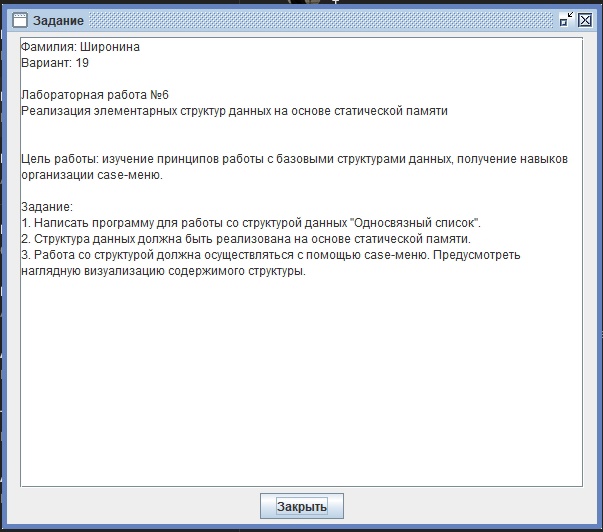 Задание
Фамилия: Широнина
Вариант: 19
Лабораторная работа №6
Реализация элементарных структур данных на основе статической памяти
Цель работы: изучение принципов работы с базовыми структурами данных, получение навыков
организации case-меню.
Задание:
1. Написать программу для работы со структурой данных "Односвязный список".
2. Структура данных должна быть реализована на основе статической памяти.
3. Работа со структурой должна осуществляться с помощью case-меню. Предусмотреть
наглядную визуализацию содержимого структуры.
Закрыть